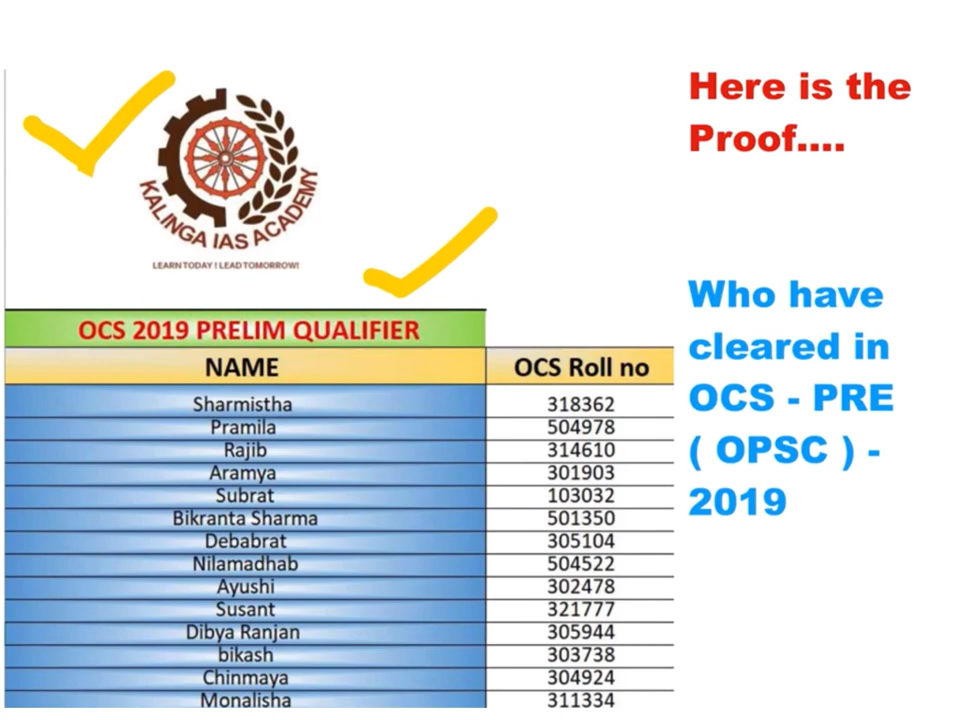 KALINGA IAS ACADEMY
LEARN TODAY ! LEAD TOMORROW!
OCS 2019 PRELIM QUALIFIER
NAME OCS Roll no
Sharmistha 318362
Pramila 504978
Rajib 314610
Aramya 301903
Subrat 103032
Bikranta Sharma 501350
Debabrat 305104
Nilamadhab 504522
Ayushi 302478
Susant 321777
Dibya Ranjan 305944
bikash 303738
Chinmaya 304924
Monalisha 311334
Here is the
Proof....
Who have
cleared in
OCS - PRE
( OPSC ) -
2019